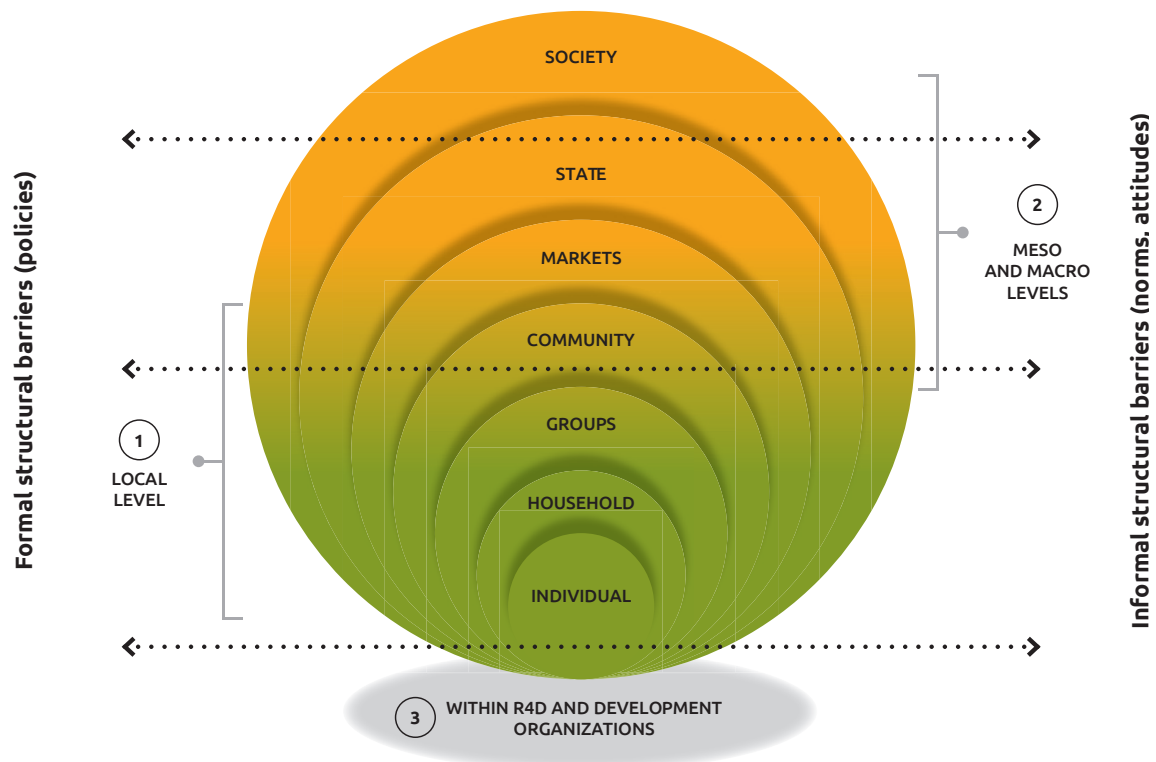 SOCIETY
STATE
MARKETS
COMMUNITY
GROUPS
HOUSEHOLD
INDIVIDUAL
Formal structural barriers (policies)
1
LOCAL
LEVEL
2
MESO
AND MACRO
LEVELS
Informal structural barriers (norms, attitudes)
3
WITHIN R4D AND DEVELOPMENT
ORGANIZATIONS